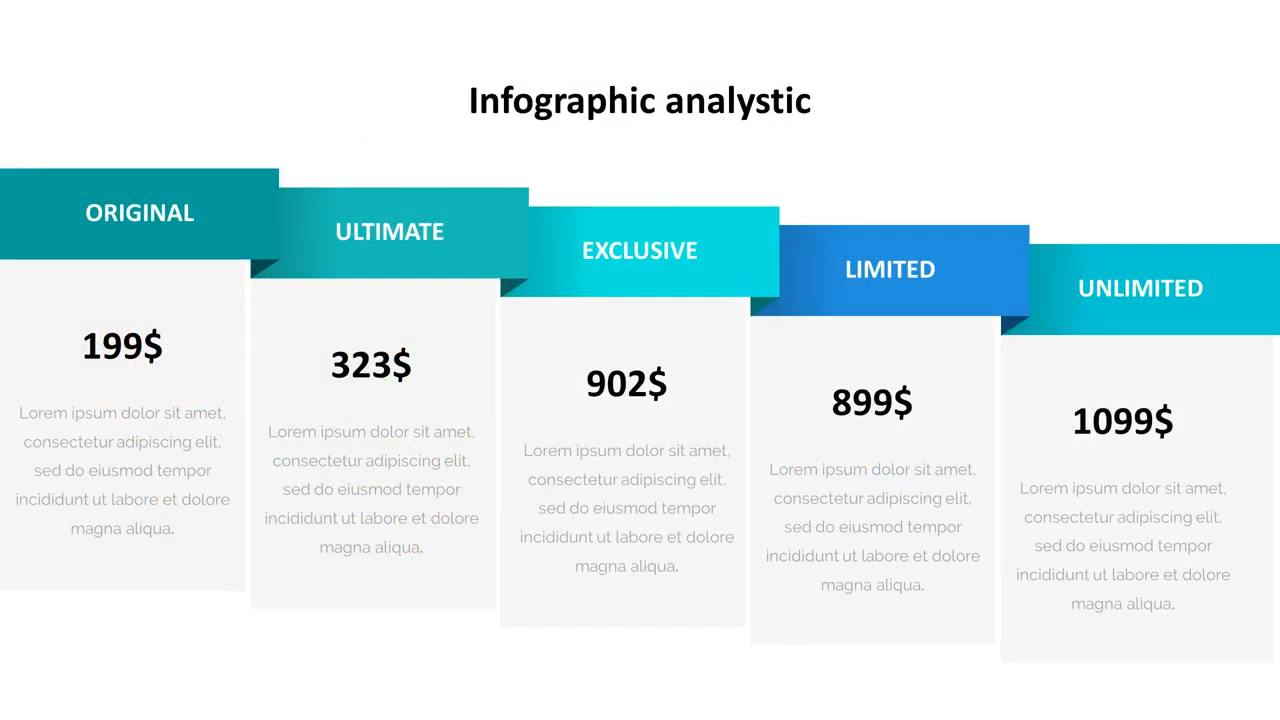 Infographic analystic
ORIGINAL
199$
Lorem ipsum dolor sit amet,
consectetur adipiscing elit,
sed do eiusmod tempor
incididunt ut labore et dolore
magna aliqua.
ULTIMATE
323$
Lorem ipsum dolor sit amet,
consectetur adipiscing elit,
sed do eiusmod tempor
incididunt ut labore et dolore
magna aliqua.
EXCLUSIVE
902$
Lorem ipsum dolor sit amet,
consectetur adipiscing elit,
sed do eiusmod tempor
incididunt ut labore et dolore
magna aliqua.
LIMITED
899$
Lorem ipsum dolor sit amet,
consectetur adipiscing elit,
sed do eiusmod tempor
incididunt ut labore et dolore
magna aliqua.
UNLIMITED
1099$
Lorem ipsum dolor sit amet,
consectetur adipiscing elit,
sed do eiusmod tempor
incididunt ut labore et dolore
magna aliqua.